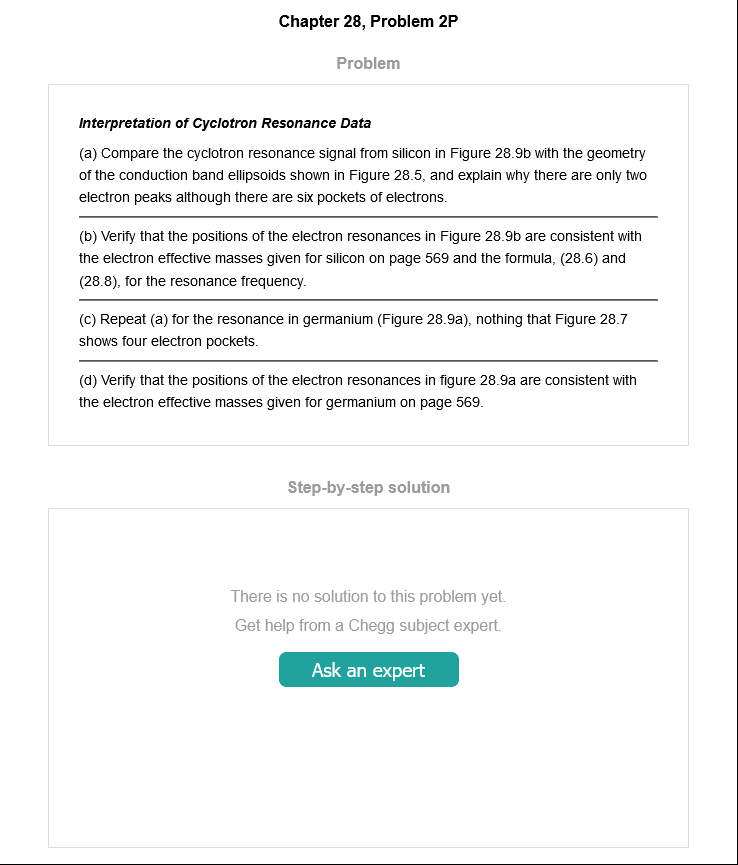 Chapter 28, Problem 2P
Problem
Interpretation of Cyclotron Resonance Data
(a) Compare the cyclotron resonance signal from silicon in Figure 28.9b with the geometry
of the conduction band ellipsoids shown in Figure 28.5, and explain why there are only two
electron peaks although there are six pockets of electrons.
(b) Verify that the positions of the electron resonances in Figure 28.9b are consistent with
the electron effective masses given for silicon on page 569 and the formula, (28.6) and
(28.8), for the resonance frequency.
(c) Repeat (a) for the resonance in germanium (Figure 28.9a), nothing that Figure 28.7
shows four electron pockets.
(d) Verify that the positions of the electron resonances in figure 28.9a are consistent with
the electron effective masses given for germanium on page 569.
Step-by-step solution
There is no solution to this problem yet.
Get help from a Chegg subject expert.
Ask an expert